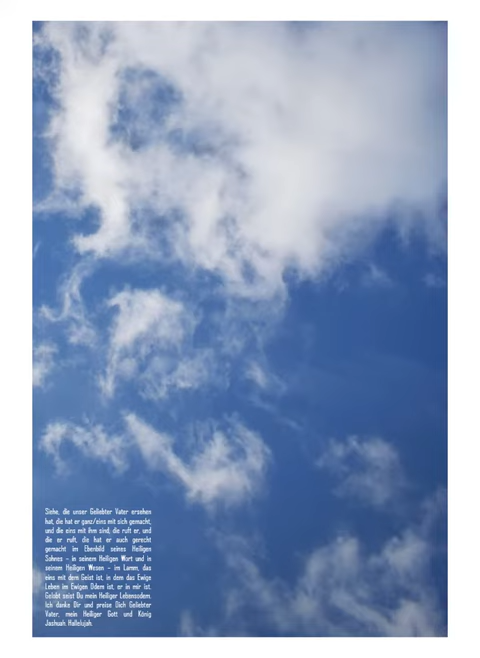 Siehe, die unser Geliebter Vater ersehen
hat, die hat er ganz/eins mit sich gemacht,
und die eins mit ihm sind, die ruft er, und
die er ruft, die hat er auch gerecht
gemacht im Ebenbild seines Heiligen
Sohnes - in seinem Heiligen Wort und in
seinem Heiligen Wesen - im Lamm, das
eins mit dem Geist ist, in dem das Ewige
Leben im Ewigen Odem ist, er in mir ist.
Gelobt seist Du mein Heiliger Lebensodem.
Ich danke Dir und preise Dich Geliebter
Vater, mein Heiliger Gott und König
Jashuah. Hallelujah.